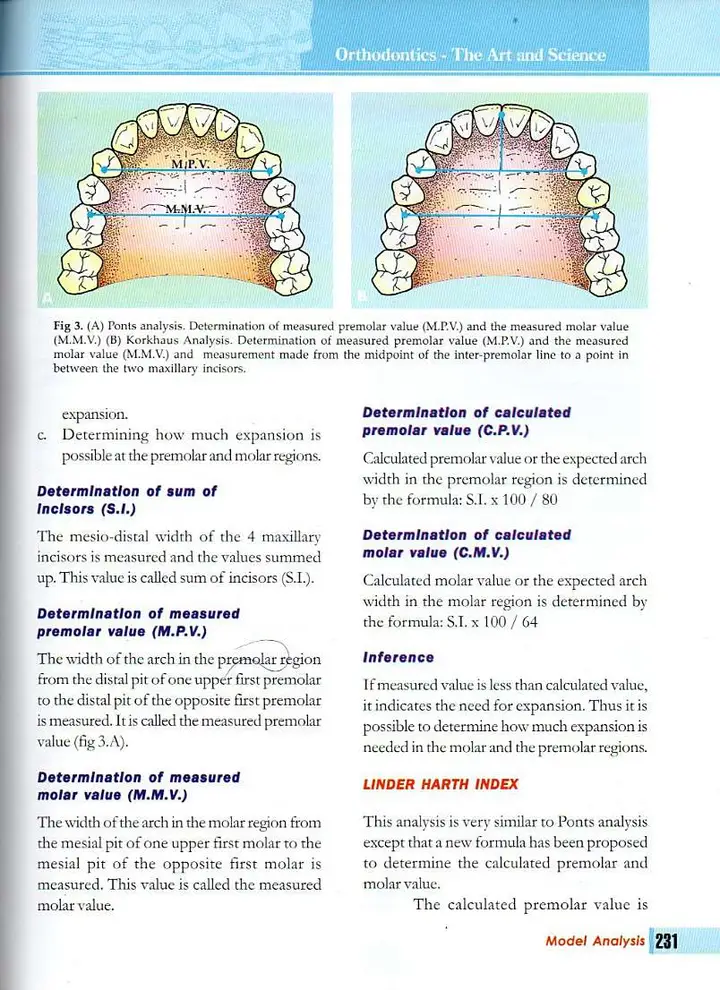 Orthodontics - The Art and Science
M.P.V.
M.M.V.
A
B
Fig 3. (A) Ponts analysis. Determination of measured premolar value (M.P.V.) and the measured molar value
(M.M.V.) (B) Korkhaus Analysis. Determination of measured premolar value (M.P.V.) and the measured
molar value (M.M.V.) and measurement made from the midpoint of the inter-premolar line to a point in
between the two maxillary incisors.
expansion.
c. Determining how much expansion is
possible at the premolar and molar regions.
Determination of sum of
incisors (S.I.)
The mesio-distal width of the 4 maxillary
incisors is measured and the values summed
up. This value is called sum of incisors (S.I.).
Determination of measured
premolar value (M.P.V.)
The width of the arch in the premolar region
from the distal pit of one upper first premolar
to the distal pit of the opposite first premolar
is measured. It is called the measured premolar
value (fig 3.A).
Determination of measured
molar value (M.M.V.)
The width of the arch in the molar region from
the mesial pit of one upper first molar to the
mesial pit of the opposite first molar is
measured. This value is called the measured
molar value.
Determination of calculated
premolar value (C.P.V.)
Calculated premolar value or the expected arch
width in the premolar region is determined
by the formula: S.I. x 100 / 80
Determination of calculated
molar value (C.M.V.)
Calculated molar value or the expected arch
width in the molar region is determined by
the formula: S.I. x 100 / 64
Inference
If measured value is less than calculated value,
it indicates the need for expansion. Thus it is
possible to determine how much expansion is
needed in the molar and the premolar regions.
LINDER HARTH INDEX
This analysis is very similar to Ponts analysis
except that a new formula has been proposed
to determine the calculated premolar and
molar value.
The calculated premolar value is
Model Analysis 231